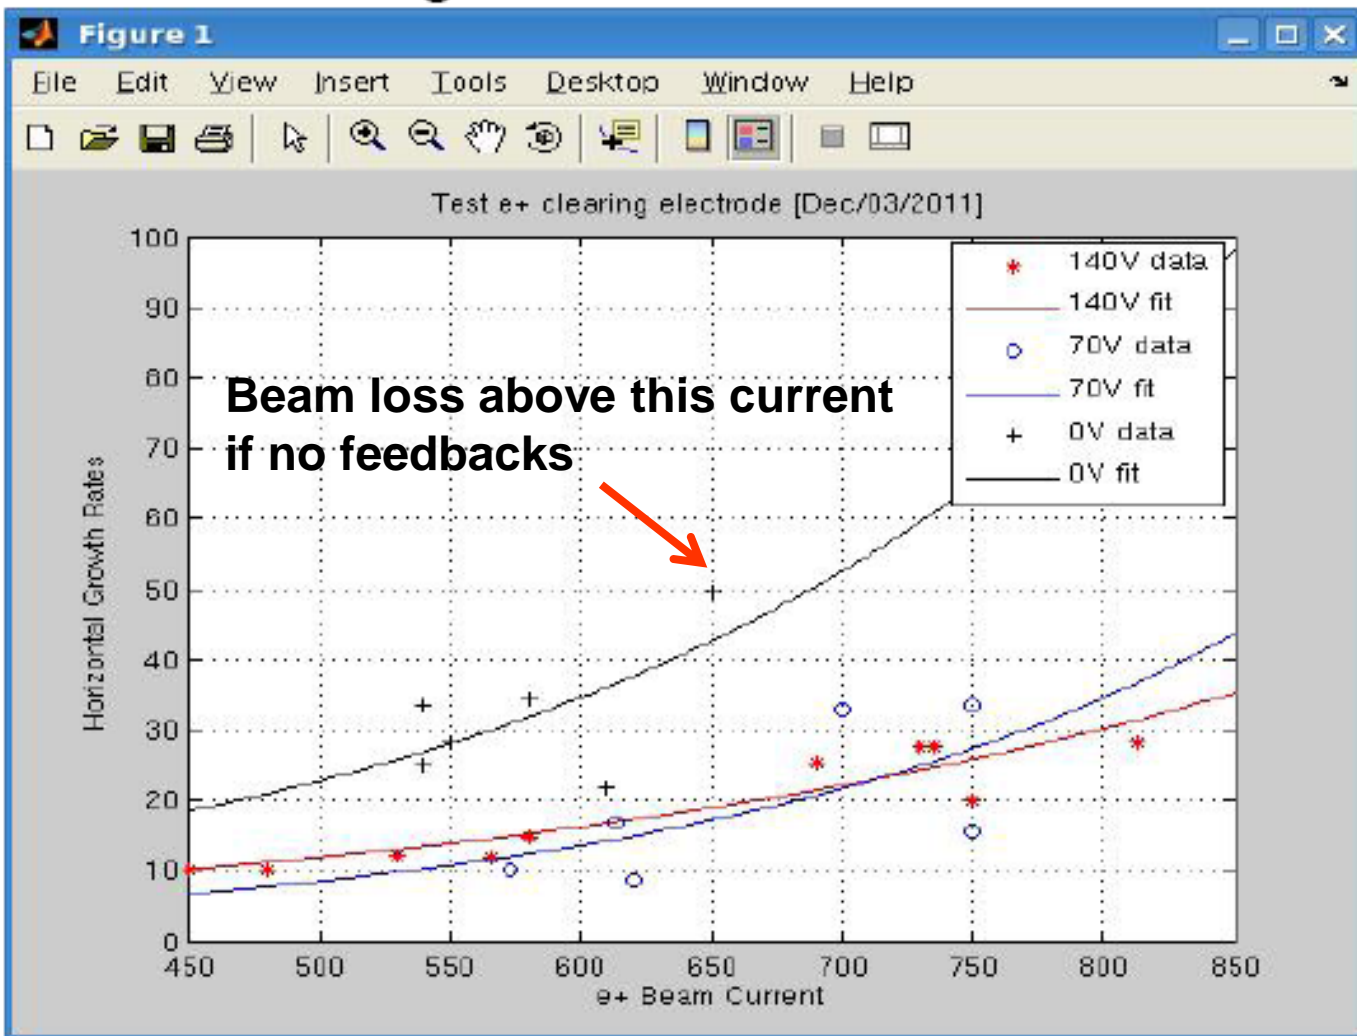 Figure 1
File Edit View Insert Tools Desktop Window Help
Test e+ clearing electrode [Dec/03/2011]
100
90
80
70
60
50
40
30
20
10
0
Horizontal Growth Rates
Beam loss above this current
if no feedbacks
140V data
140V fit
70V data
70V fit
0V data
0V fit
450 500 550 600 650 700 750 800 850
e+ Beam Current